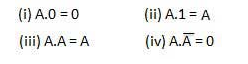 (i) A.0 = 0 (ii) A.1 = A
(iii) A.A = A (iv) A.A̅ = 0